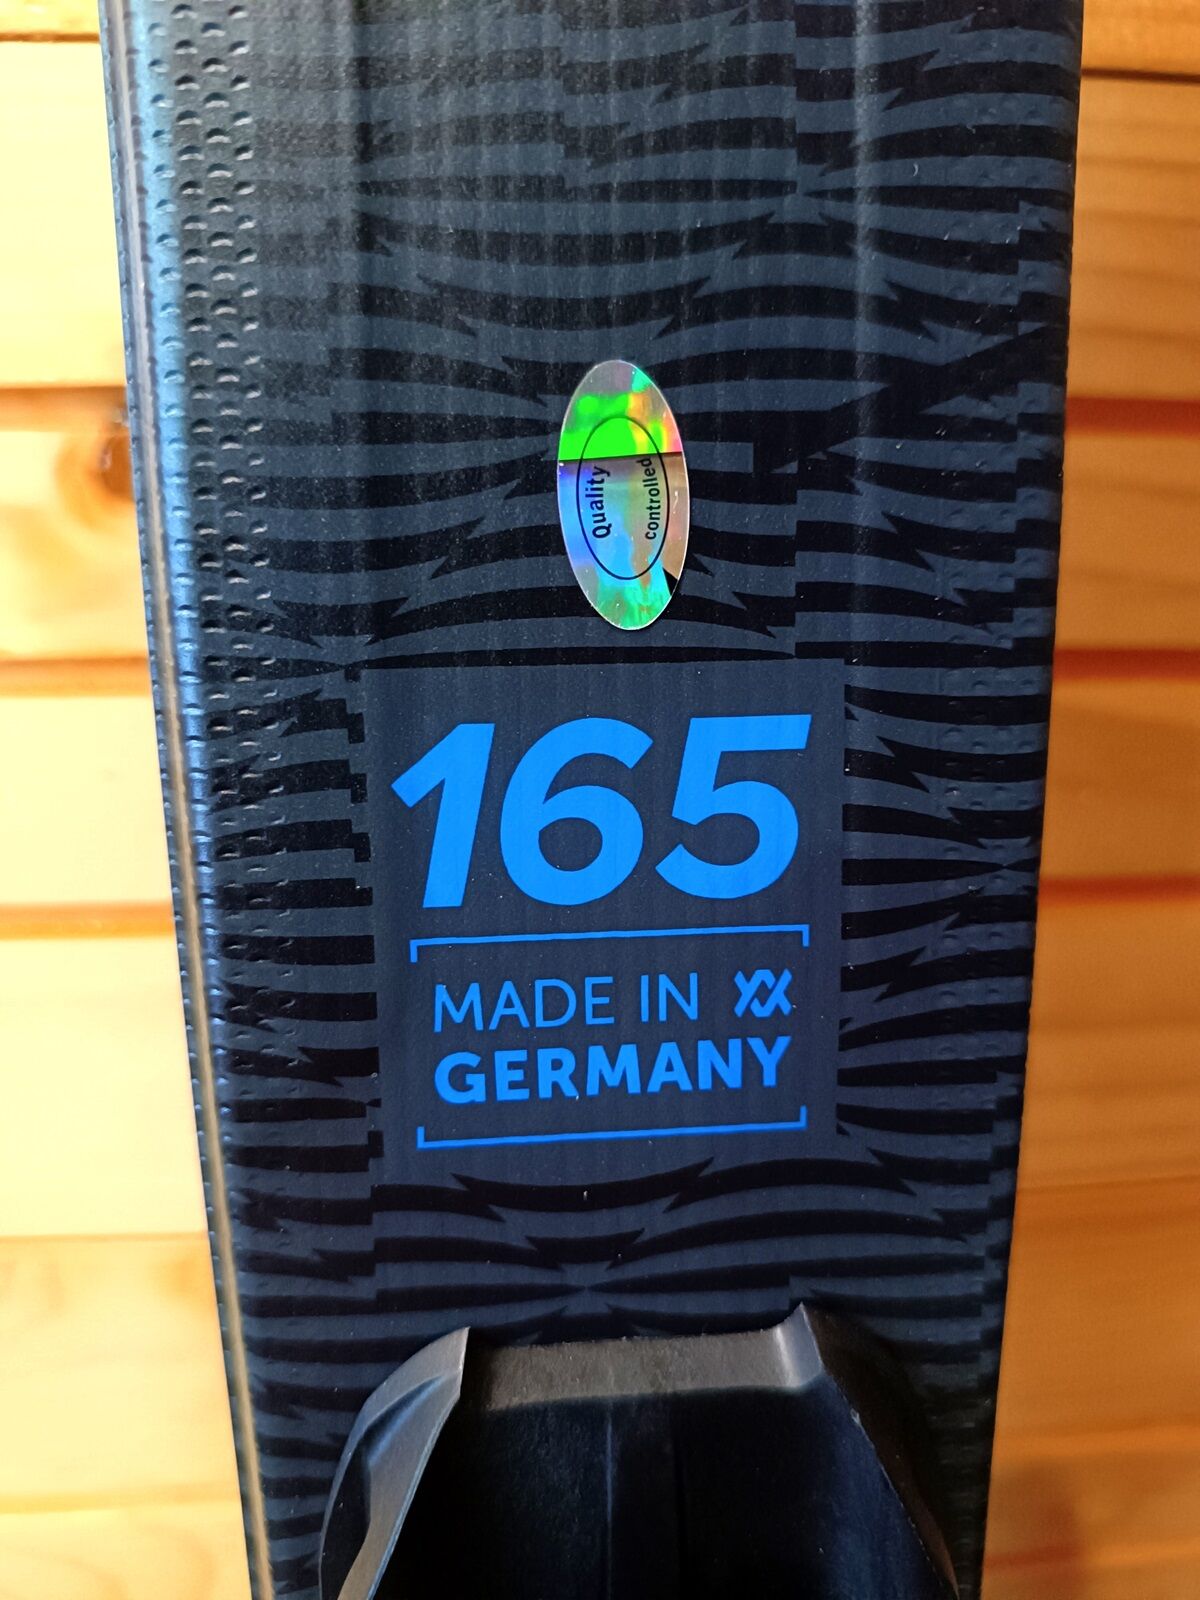 Quality
controlled
165
MADE IN
GERMANY